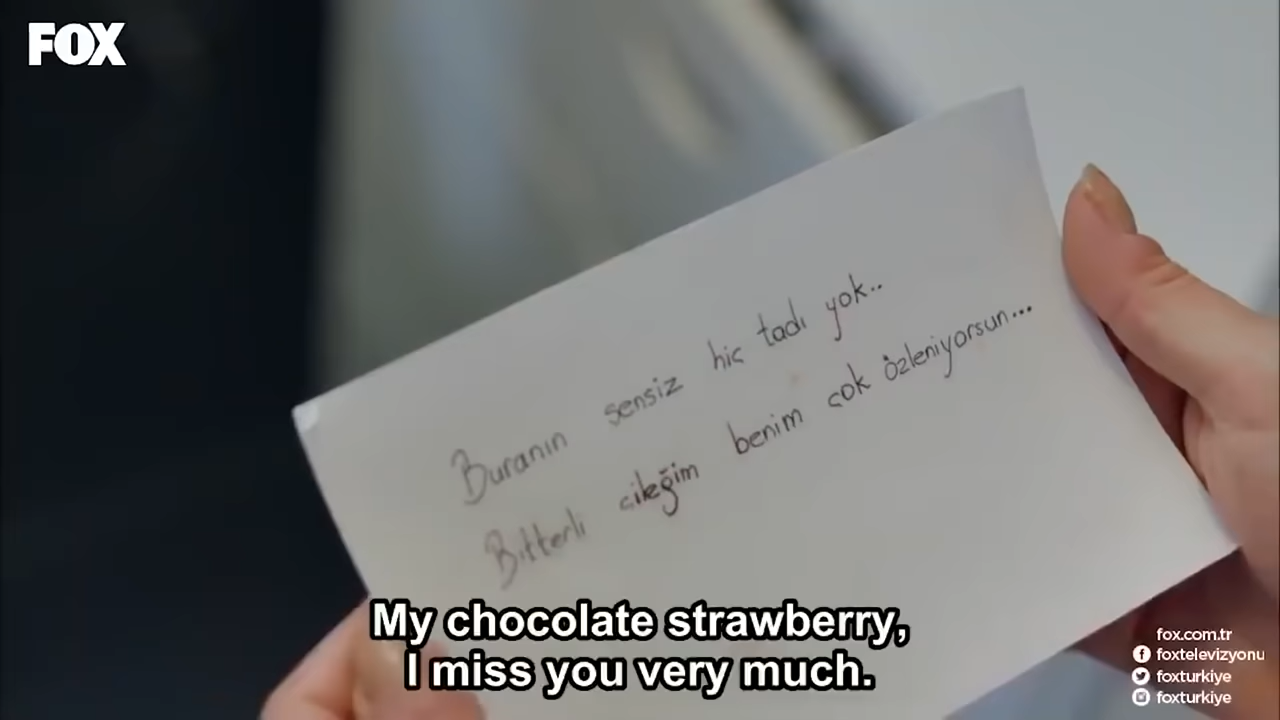 FOX
Buranın sensiz hiç tadı yok..
Bitterli çileğim benim çok özleniyorsun...
My chocolate strawberry,
I miss you very much.
fox.com.tr
foxtelevizyonu
foxturkiye
foxturkiye